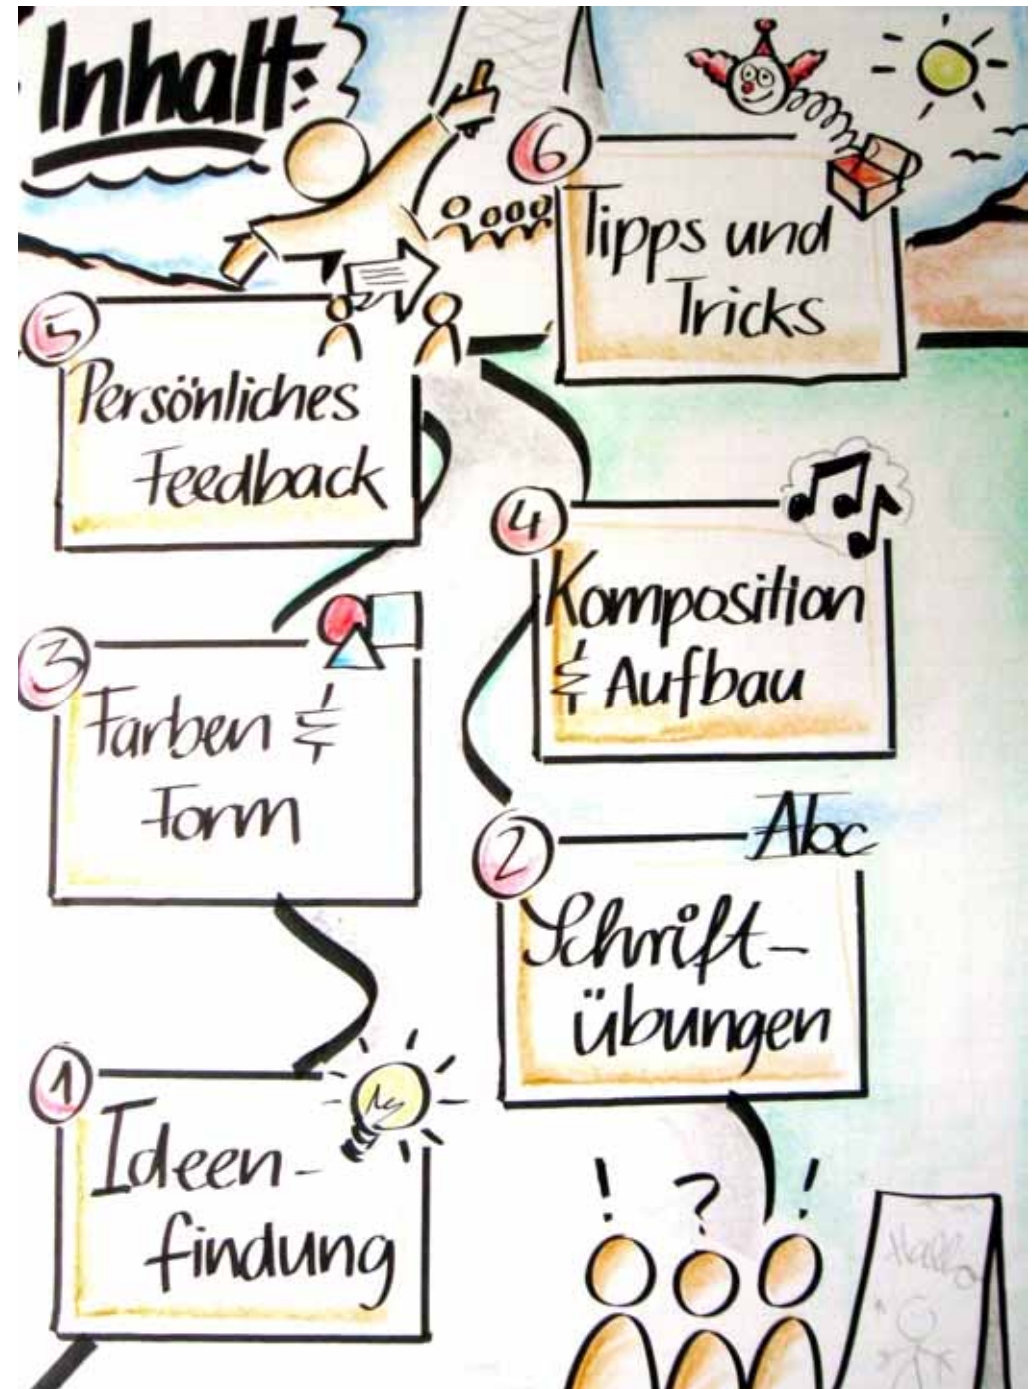 Inhalt:
6
Tipps und
Tricks
5
Persönliches
Feedback
4
Komposition
& Aufbau
3
Farben &
Form
2
Abc
Schrift-
übungen
1
Ideen-
findung
! ? !
Hallo